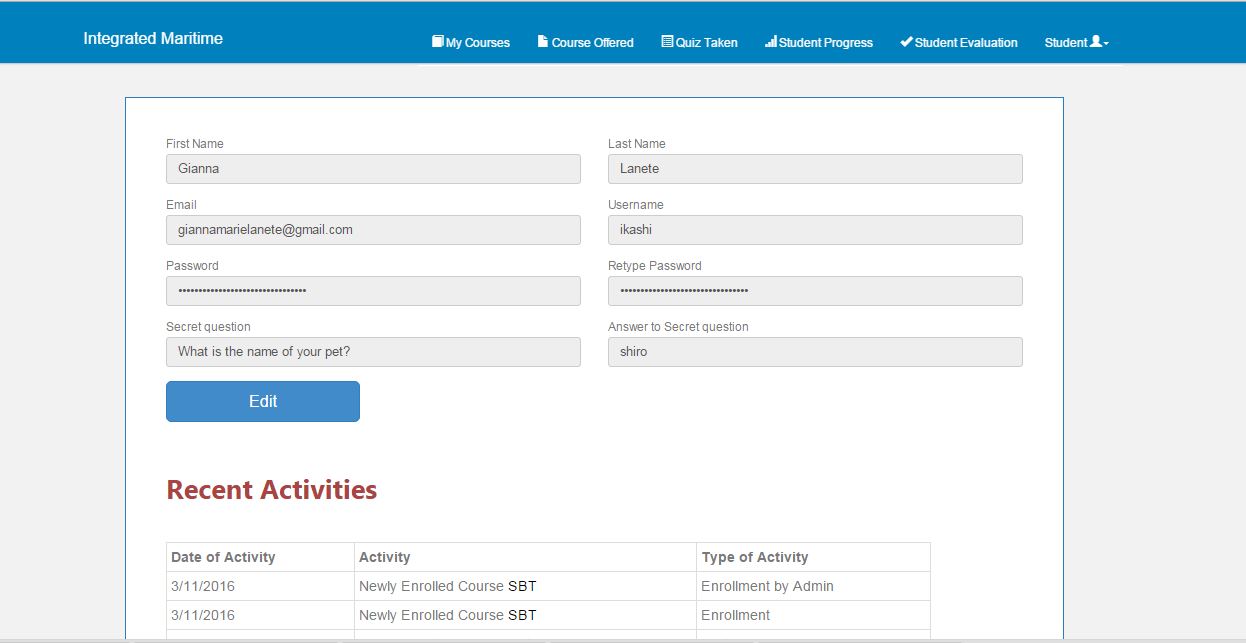 Integrated Maritime
My Courses Course Offered Quiz Taken Student Progress Student Evaluation Student
First Name Last Name
Gianna Lanete
Email Username
giannamarielanete@gmail.com ikashi
Password Retype Password
•••••••••••••••••••••••••••••••• ••••••••••••••••••••••••••••••••
Secret question Answer to Secret question
What is the name of your pet? shiro
Edit
Recent Activities
Date of Activity Activity Type of Activity
3/11/2016 Newly Enrolled Course SBT Enrollment by Admin
3/11/2016 Newly Enrolled Course SBT Enrollment